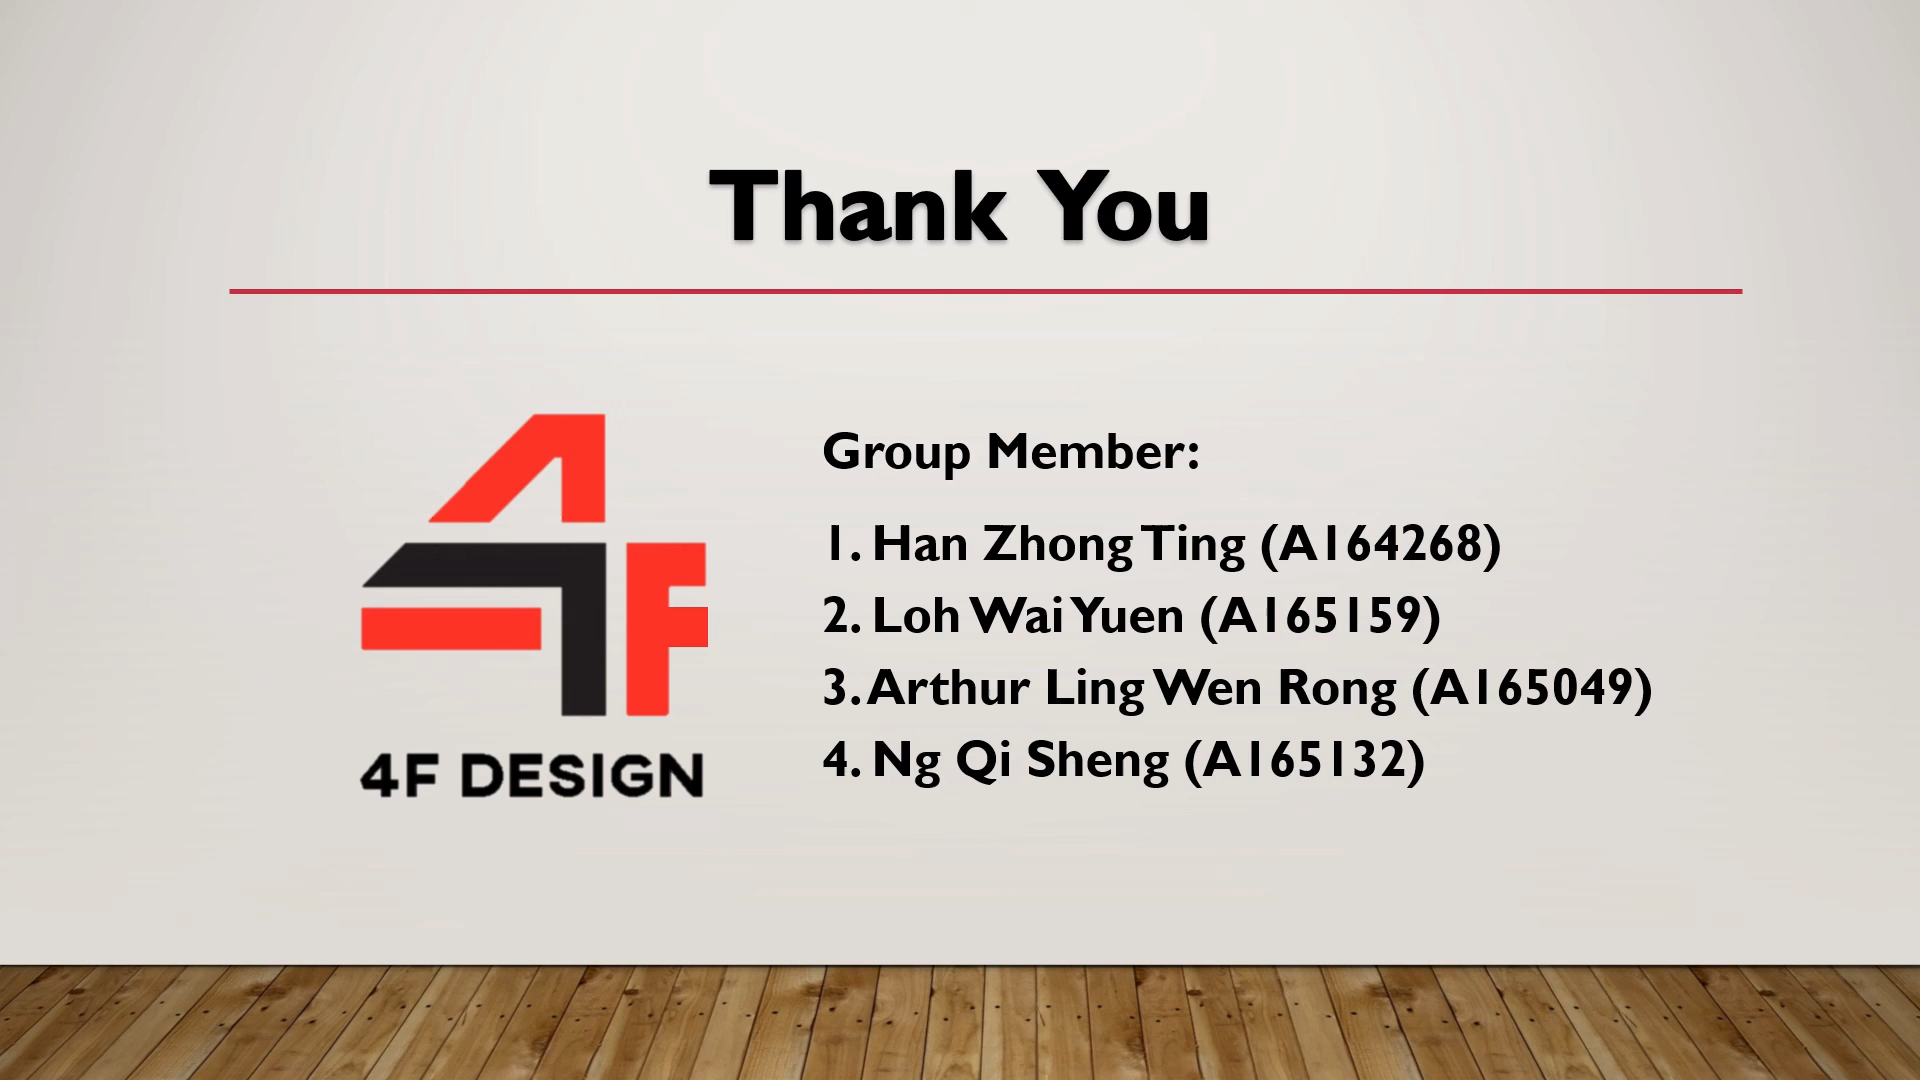 Thank You
4F DESIGN
Group Member:
1. Han Zhong Ting (A164268)
2. Loh Wai Yuen (A165159)
3. Arthur Ling Wen Rong (A165049)
4. Ng Qi Sheng (A165132)